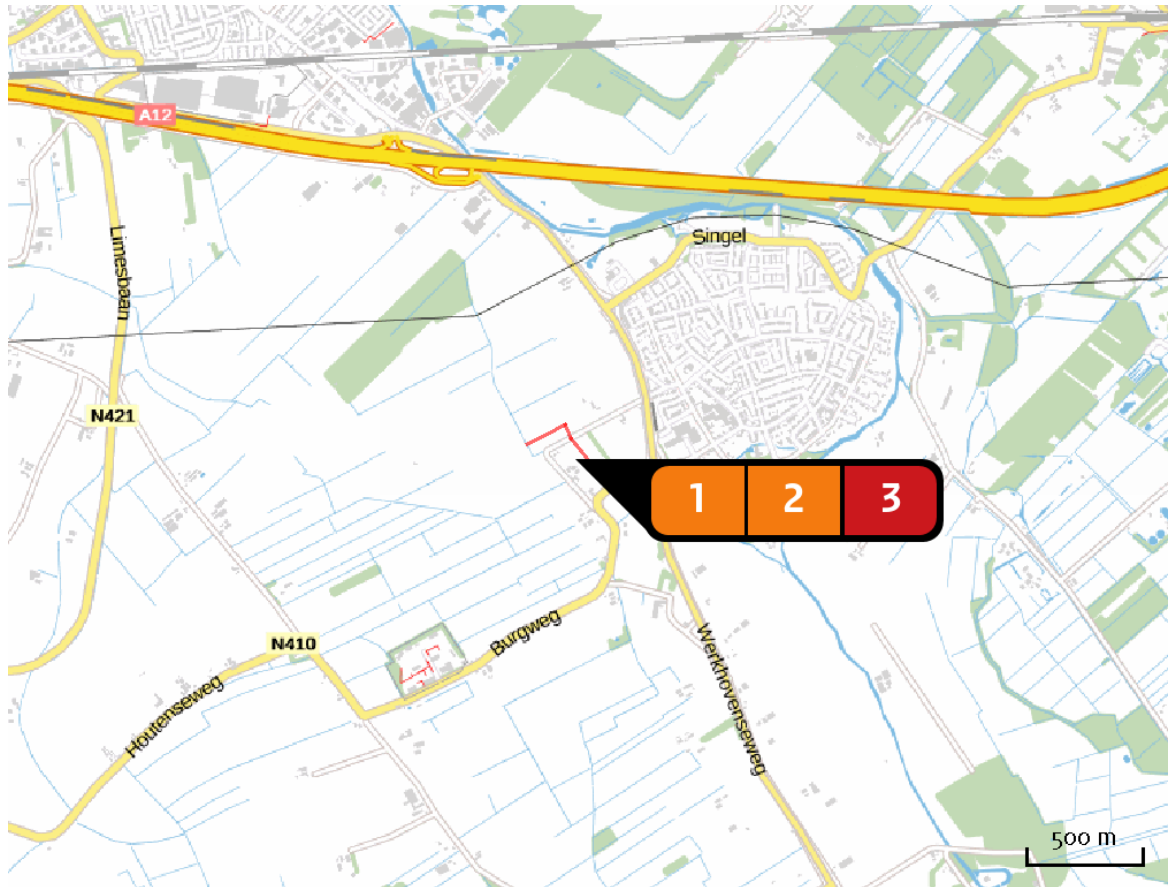 A12
Singel
Limesbaan
N421
1 2 3
N410
Burgweg
Houtenseweg
Werkhovenseweg
500 m